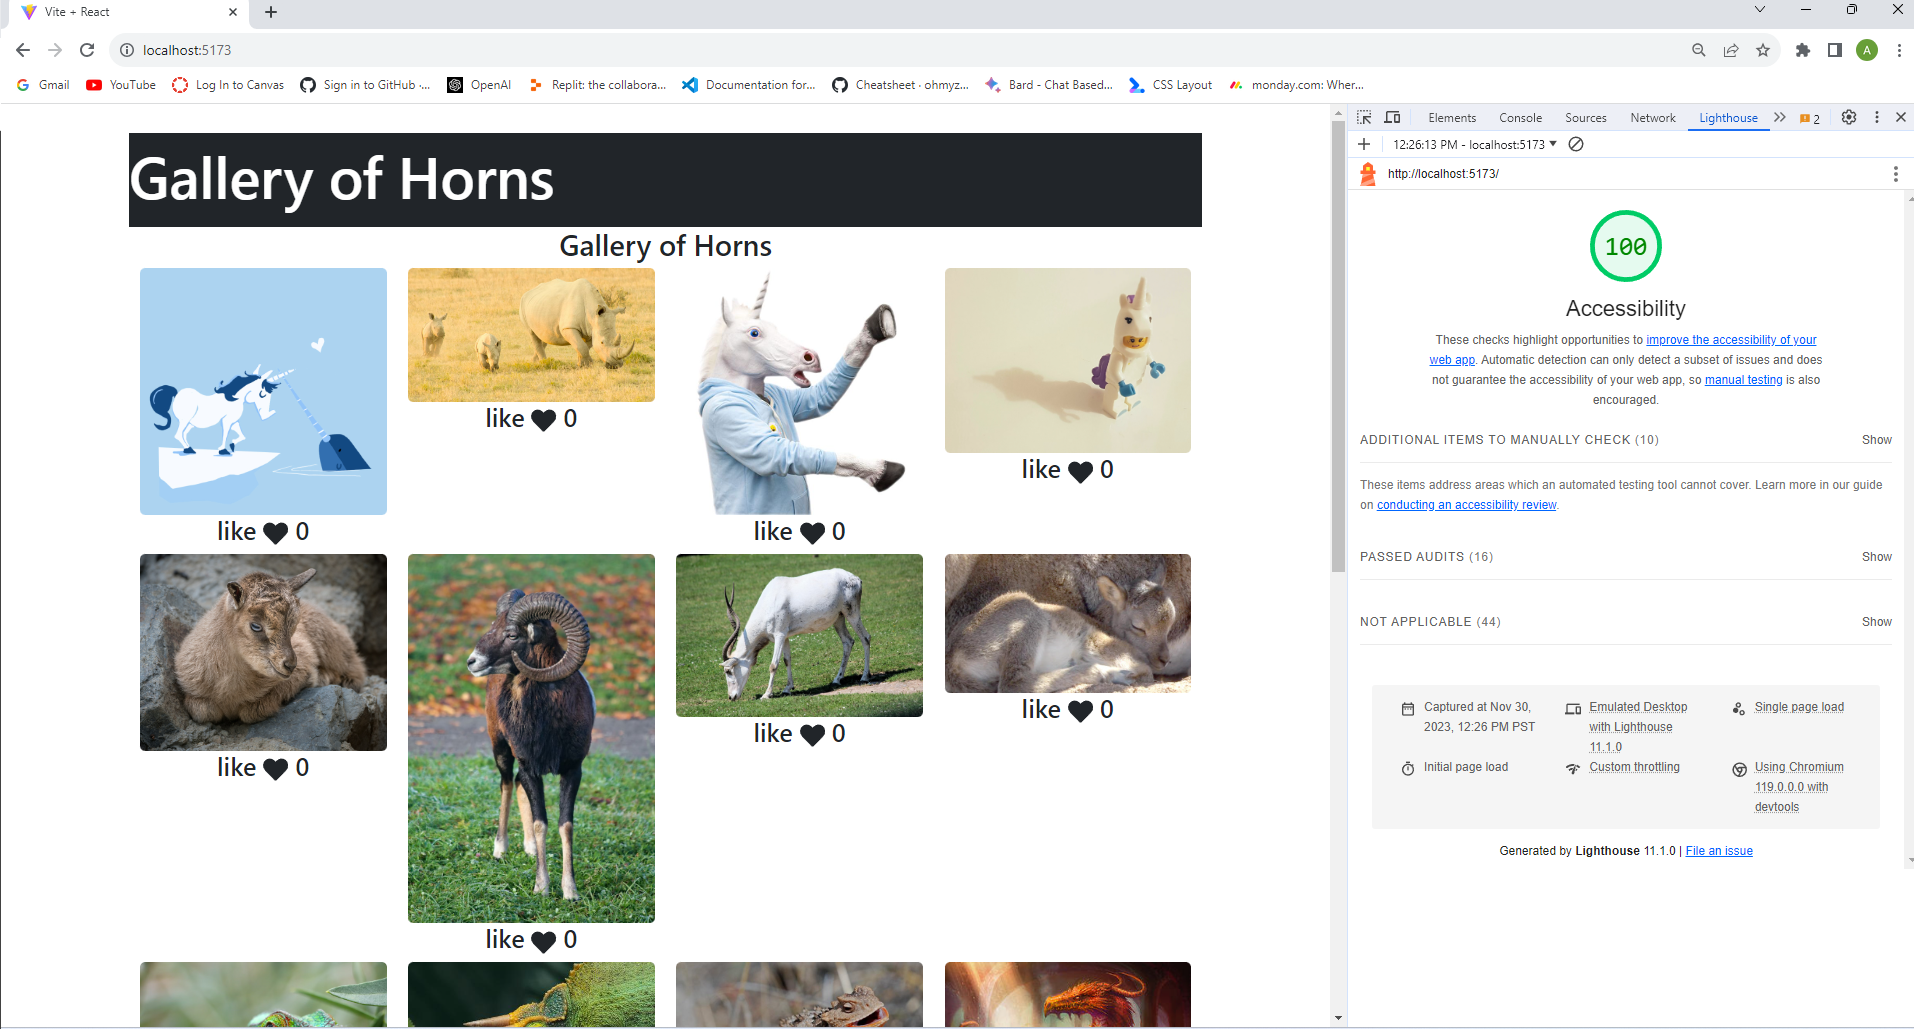 Vite + React
localhost:5173
A
Gmail YouTube Log In to Canvas Sign in to GitHub ·... OpenAI Replit: the collabora... Documentation for... Cheatsheet · ohmyz... Bard - Chat Based... CSS Layout monday.com: Wher...
Gallery of Horns
Gallery of Horns
like 0
like 0
like 0
like 0
like 0
like 0
like 0
like 0
Elements Console Sources Network Lighthouse 2
12:26:13 PM - localhost:5173
http://localhost:5173/
100
Accessibility
These checks highlight opportunities to improve the accessibility of your
web app. Automatic detection can only detect a subset of issues and does
not guarantee the accessibility of your web app, so manual testing is also
encouraged.
ADDITIONAL ITEMS TO MANUALLY CHECK (10) Show
These items address areas which an automated testing tool cannot cover. Learn more in our guide
on conducting an accessibility review.
PASSED AUDITS (16) Show
NOT APPLICABLE (44) Show
Captured at Nov 30,
2023, 12:26 PM PST
Emulated Desktop
with Lighthouse
11.1.0
Single page load
Initial page load
Custom throttling
Using Chromium
119.0.0.0 with
devtools
Generated by Lighthouse 11.1.0 | File an issue